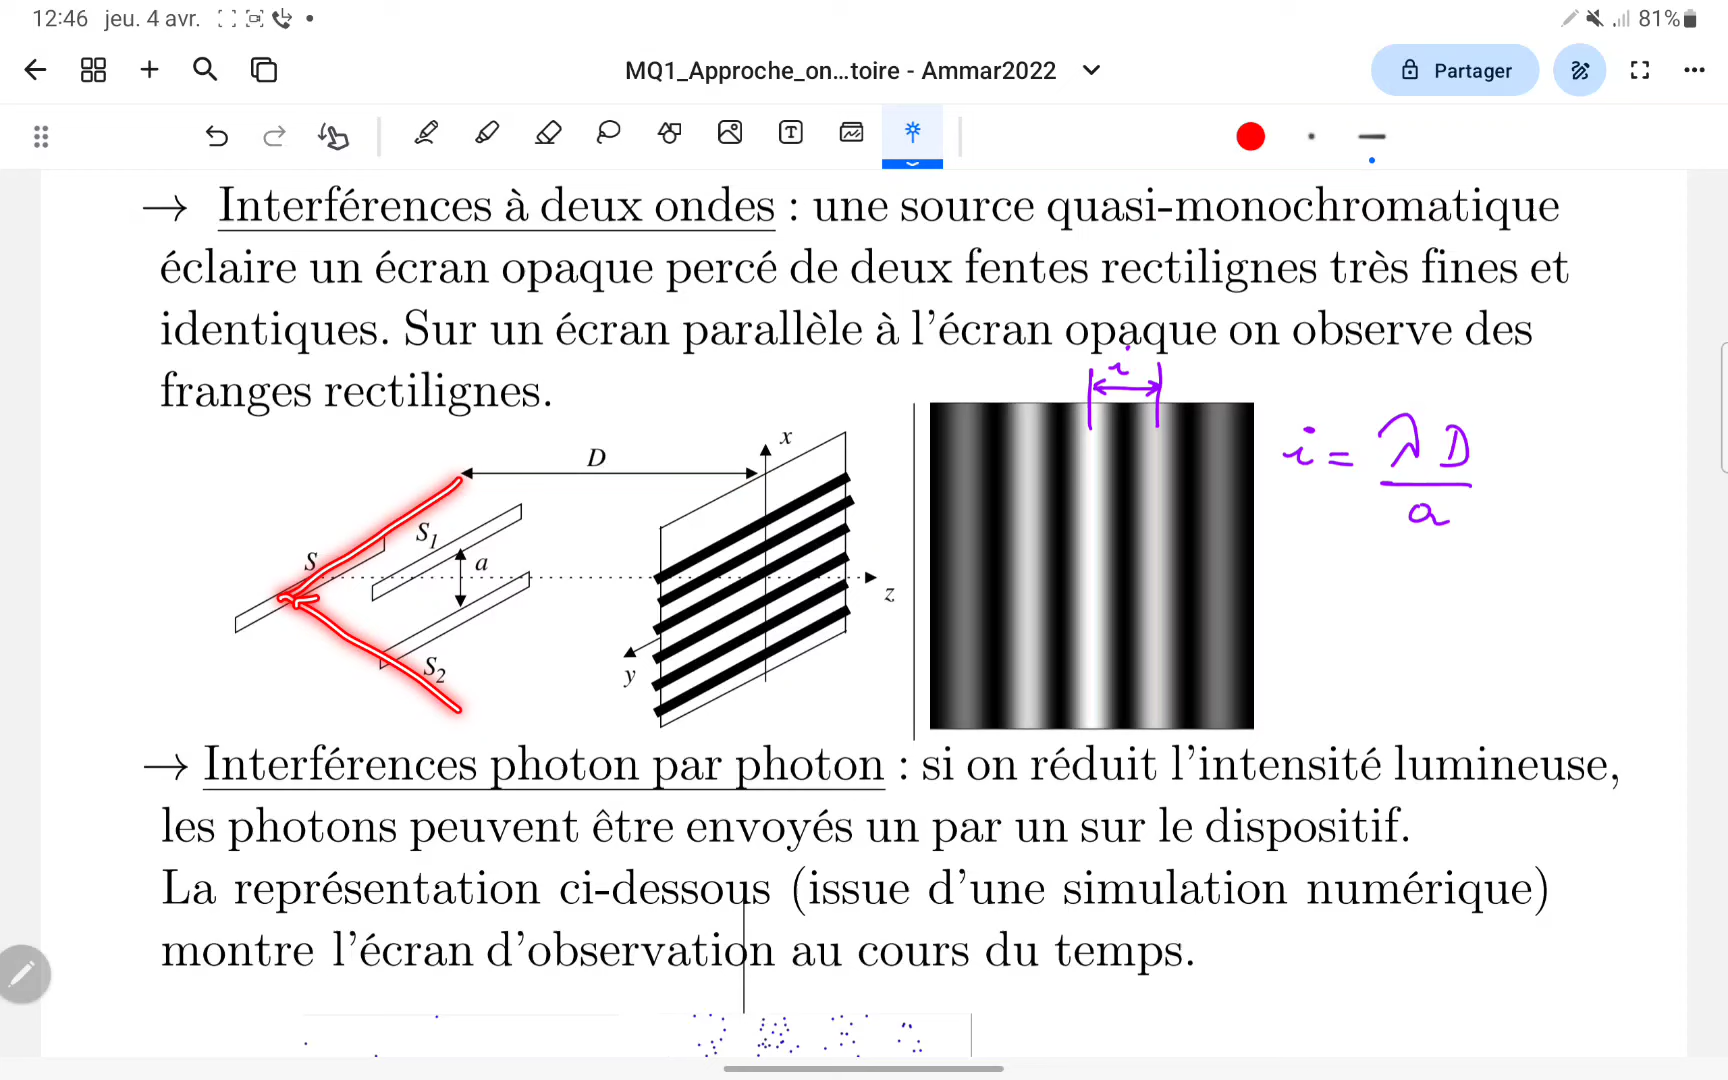 12:46 jeu. 4 avr. 81%
MQ1_Approche_on...toire - Ammar2022
Partager
→ Interférences à deux ondes : une source quasi-monochromatique
éclaire un écran opaque percé de deux fentes rectilignes très fines et
identiques. Sur un écran parallèle à l'écran opaque on observe des
franges rectilignes.
i
x
D
i = λD/a
S1
S
a
z
S2
y
→ Interférences photon par photon : si on réduit l'intensité lumineuse,
les photons peuvent être envoyés un par un sur le dispositif.
La représentation ci-dessous (issue d'une simulation numérique)
montre l'écran d'observation au cours du temps.